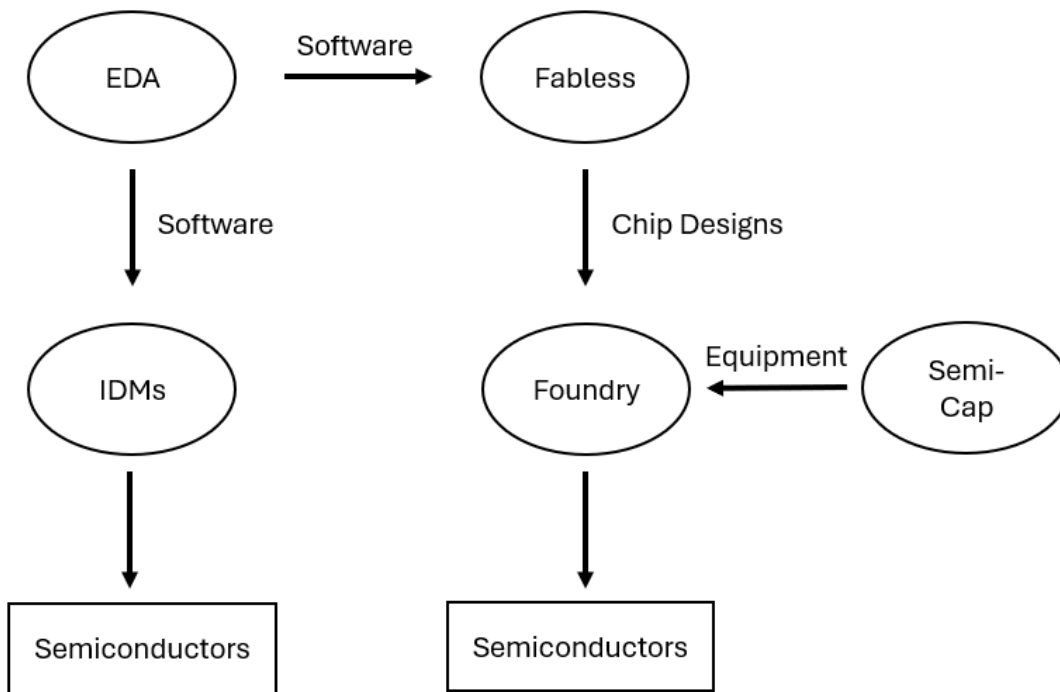 Software
EDA
Fabless
Software
Chip Designs
IDMs
Foundry
Equipment
Semi-
Cap
Semiconductors
Semiconductors